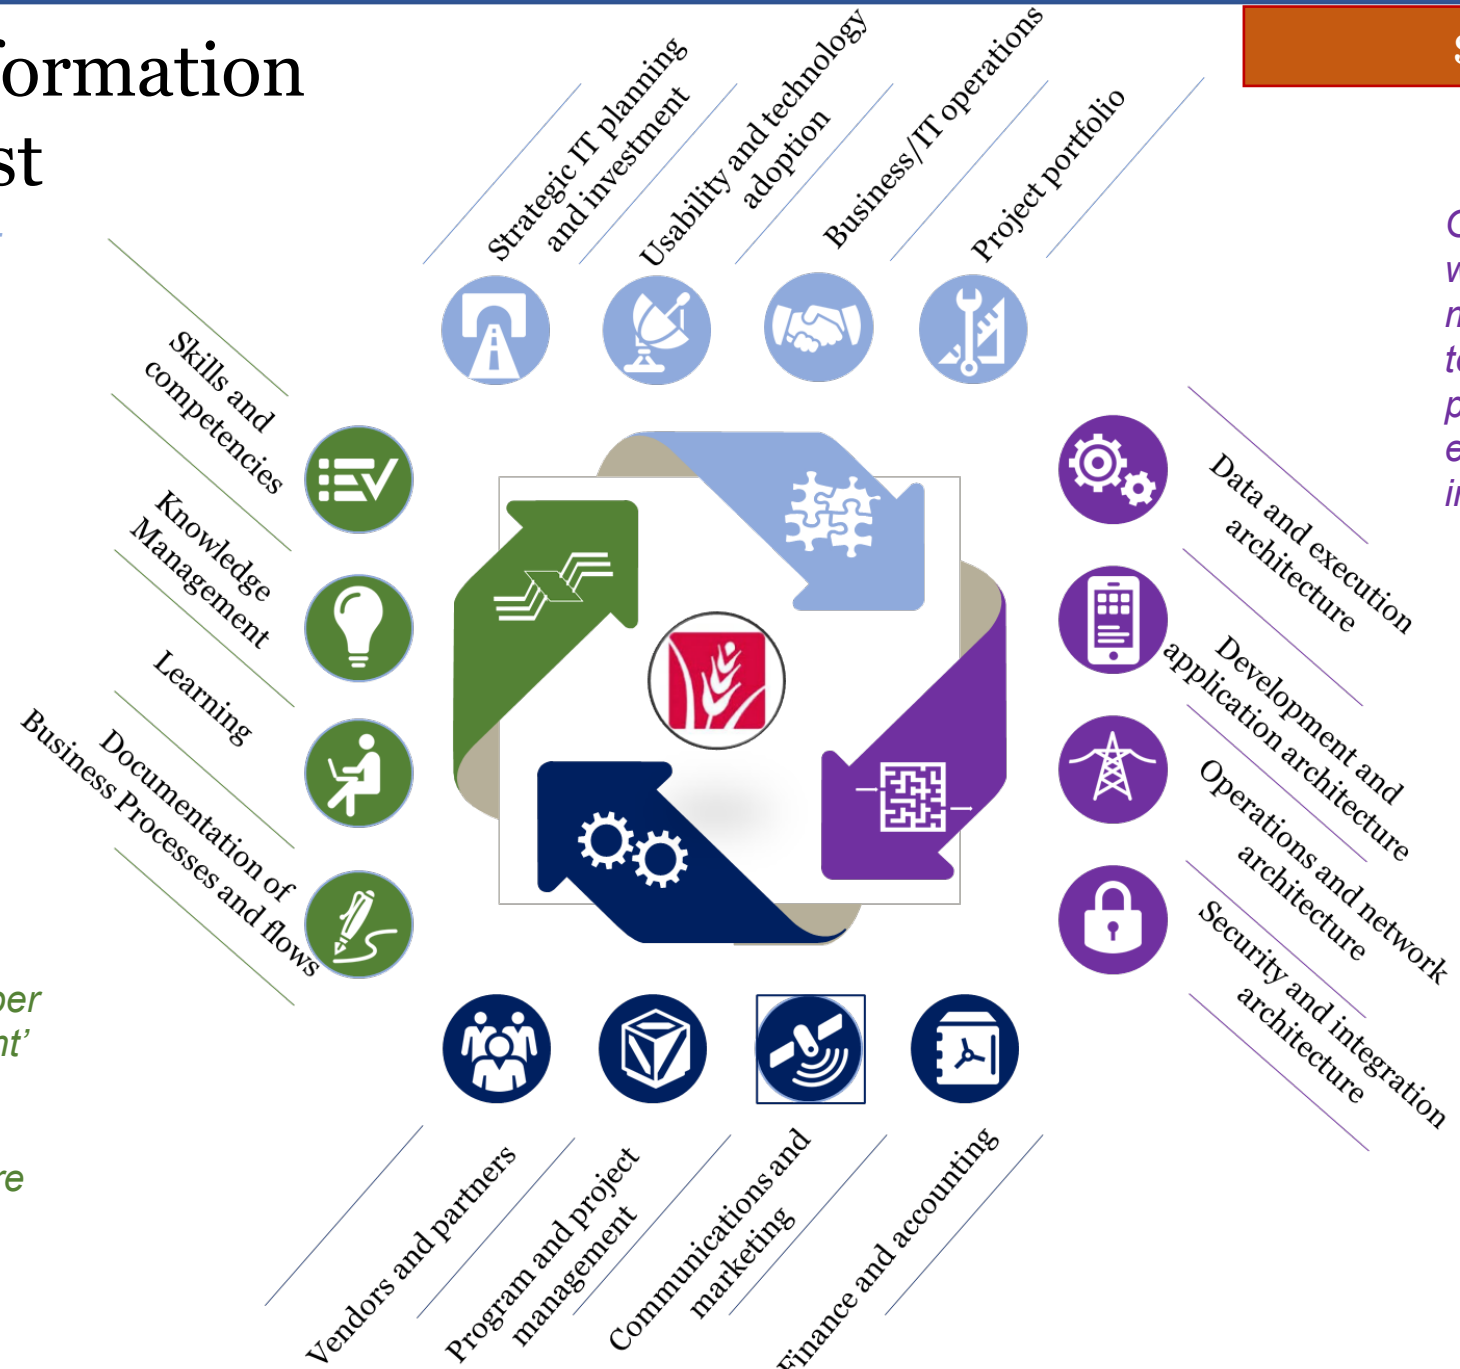 formation
st
S
Strategic IT planning
and investment
Usability and technology
adoption
Business/IT operations
Project portfolio
Skills and
competencies
Knowledge
Management
Learning
Documentation of
Business Processes and flows
Data and execution
architecture
Development and
application architecture
Operations and network
architecture
Security and integration
architecture
per
nt’
re
Vendors and partners
Program and project
management
Communications and
marketing
Finance and accounting